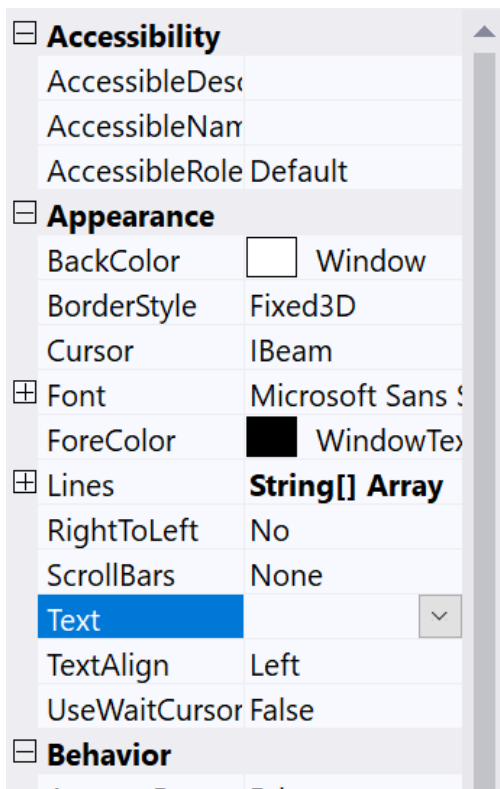 Accessibility
AccessibleDesc
AccessibleNam
AccessibleRole Default
Appearance
BackColor Window
BorderStyle Fixed3D
Cursor IBeam
Font Microsoft Sans S
ForeColor WindowTex
Lines String[] Array
RightToLeft No
ScrollBars None
Text
TextAlign Left
UseWaitCursor False
Behavior